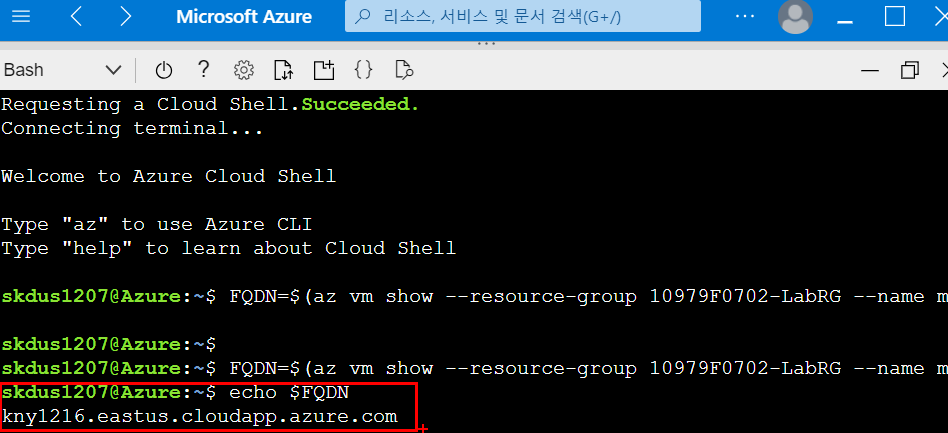 Microsoft Azure
리소스, 서비스 및 문서 검색(G+/)
Bash
Requesting a Cloud Shell.Succeeded.
Connecting terminal...
Welcome to Azure Cloud Shell
Type "az" to use Azure CLI
Type "help" to learn about Cloud Shell
skdus1207@Azure:~$ FQDN=$(az vm show --resource-group 10979F0702-LabRG --name m
skdus1207@Azure:~$
skdus1207@Azure:~$ FQDN=$(az vm show --resource-group 10979F0702-LabRG --name m
skdus1207@Azure:~$ echo $FQDN
kny1216.eastus.cloudapp.azure.com